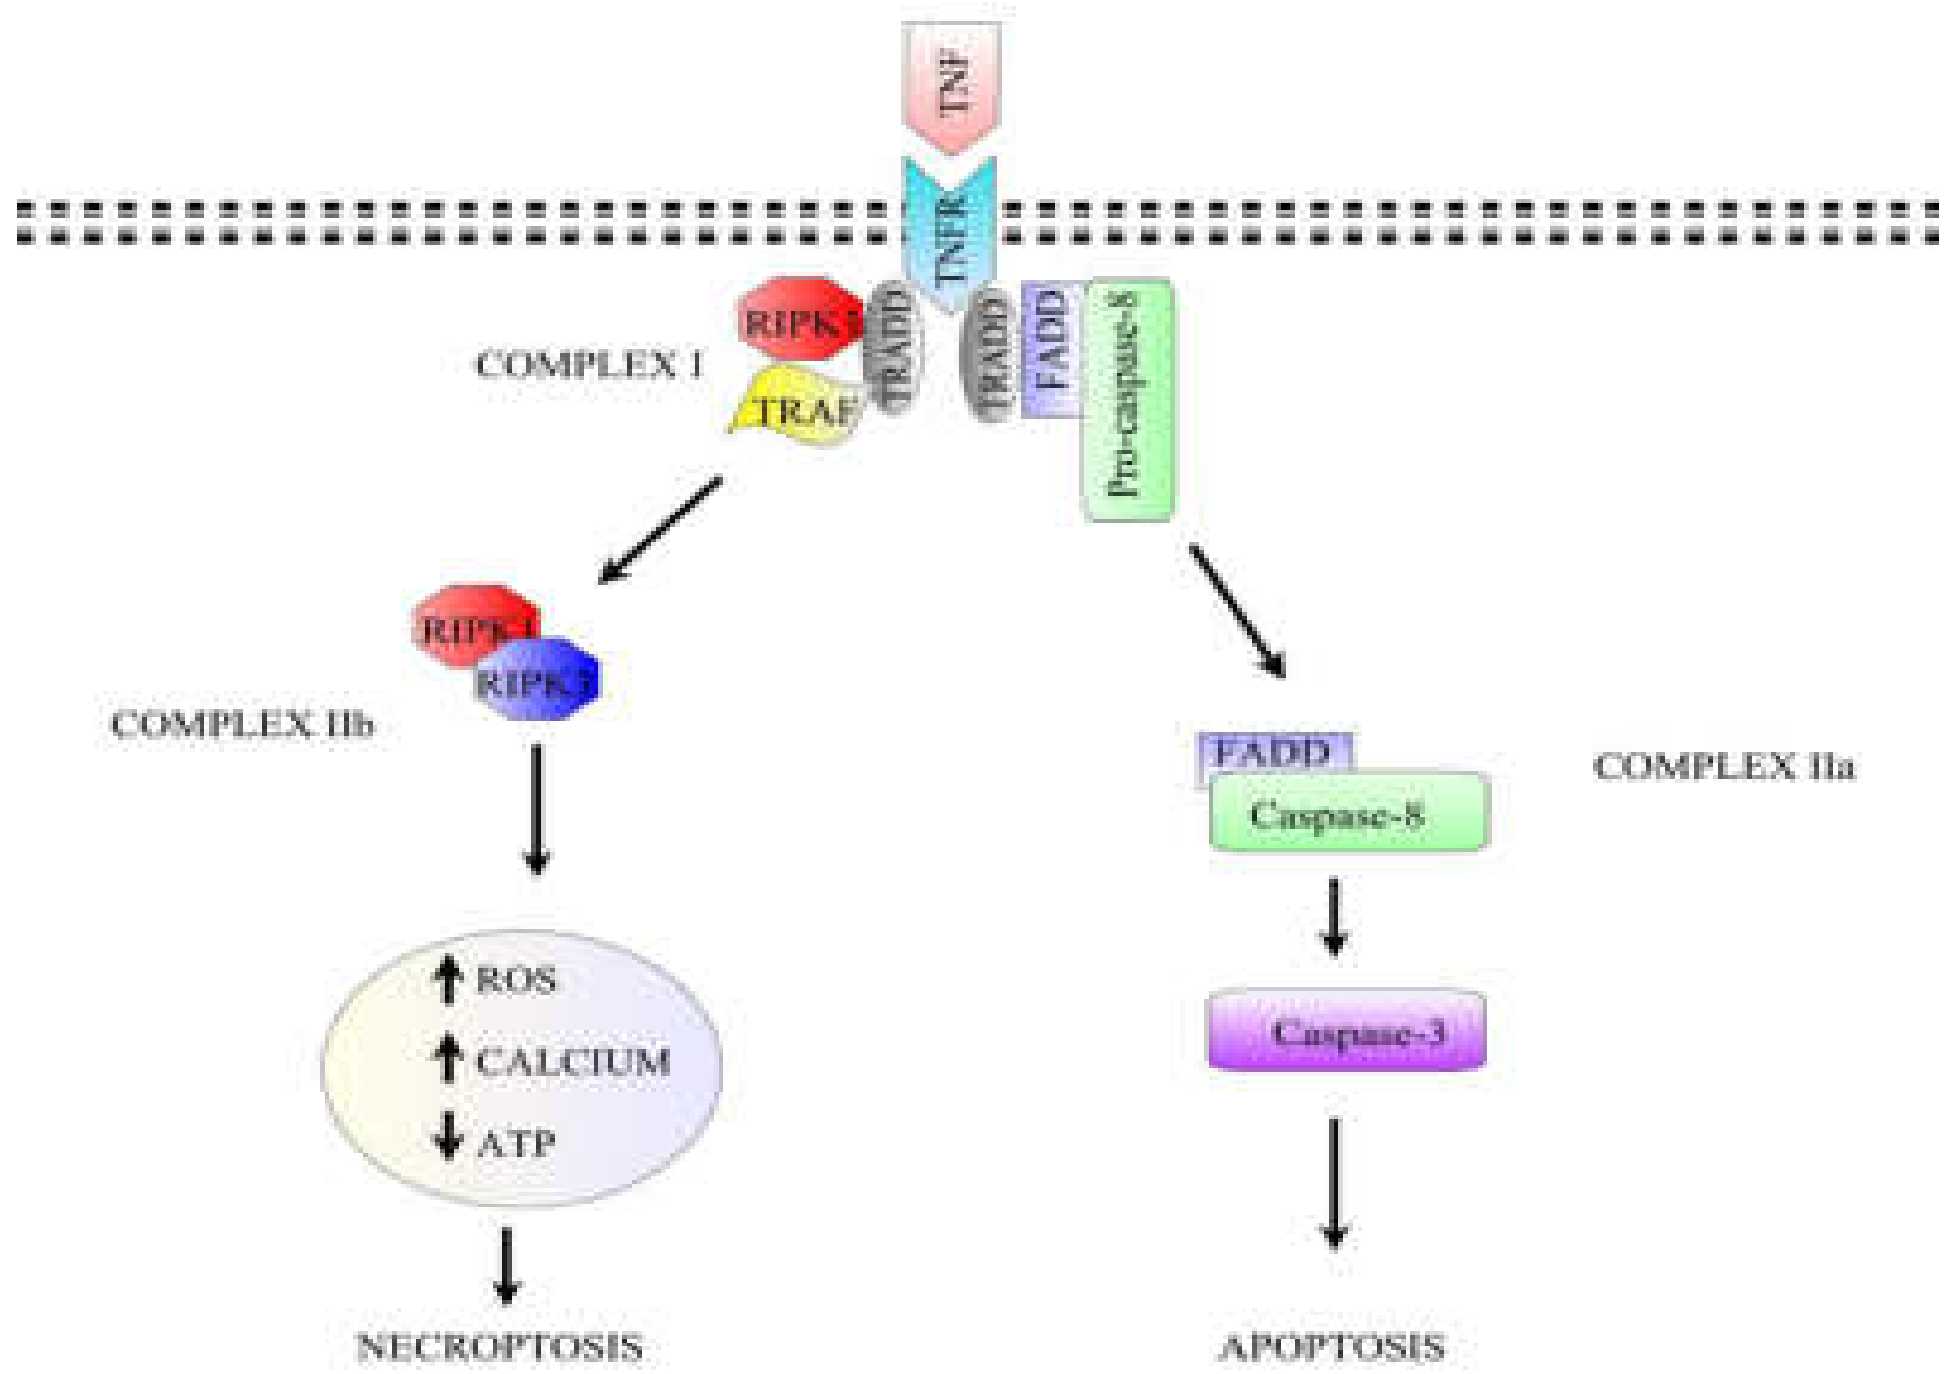 TNF
TNFR
RIPK1
TRADD
TRADD
FADD
Pro-caspase-8
COMPLEX I
TRAF
RIPK1
RIPK3
COMPLEX IIb
FADD
Caspase-8
COMPLEX IIa
ROS
CALCIUM
ATP
Caspase-3
NECROPTOSIS
APOPTOSIS